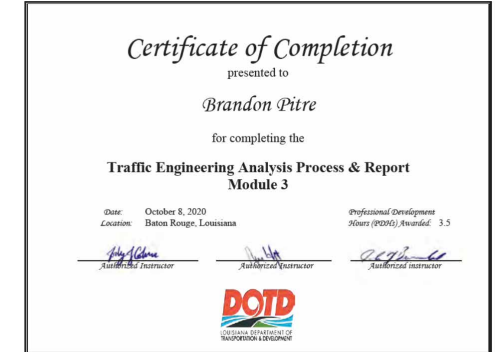 Certificate of Completion
presented to
Brandon Pitre
for completing the
Traffic Engineering Analysis Process & Report
Module 3
Date: October 8, 2020
Location: Baton Rouge, Louisiana
Professional Development
Hours (PDHs) Awarded: 3.5
Authorized Instructor
Authorized Instructor
Authorized instructor
DOTD
LOUISIANA DEPARTMENT OF
TRANSPORTATION & DEVELOPMENT